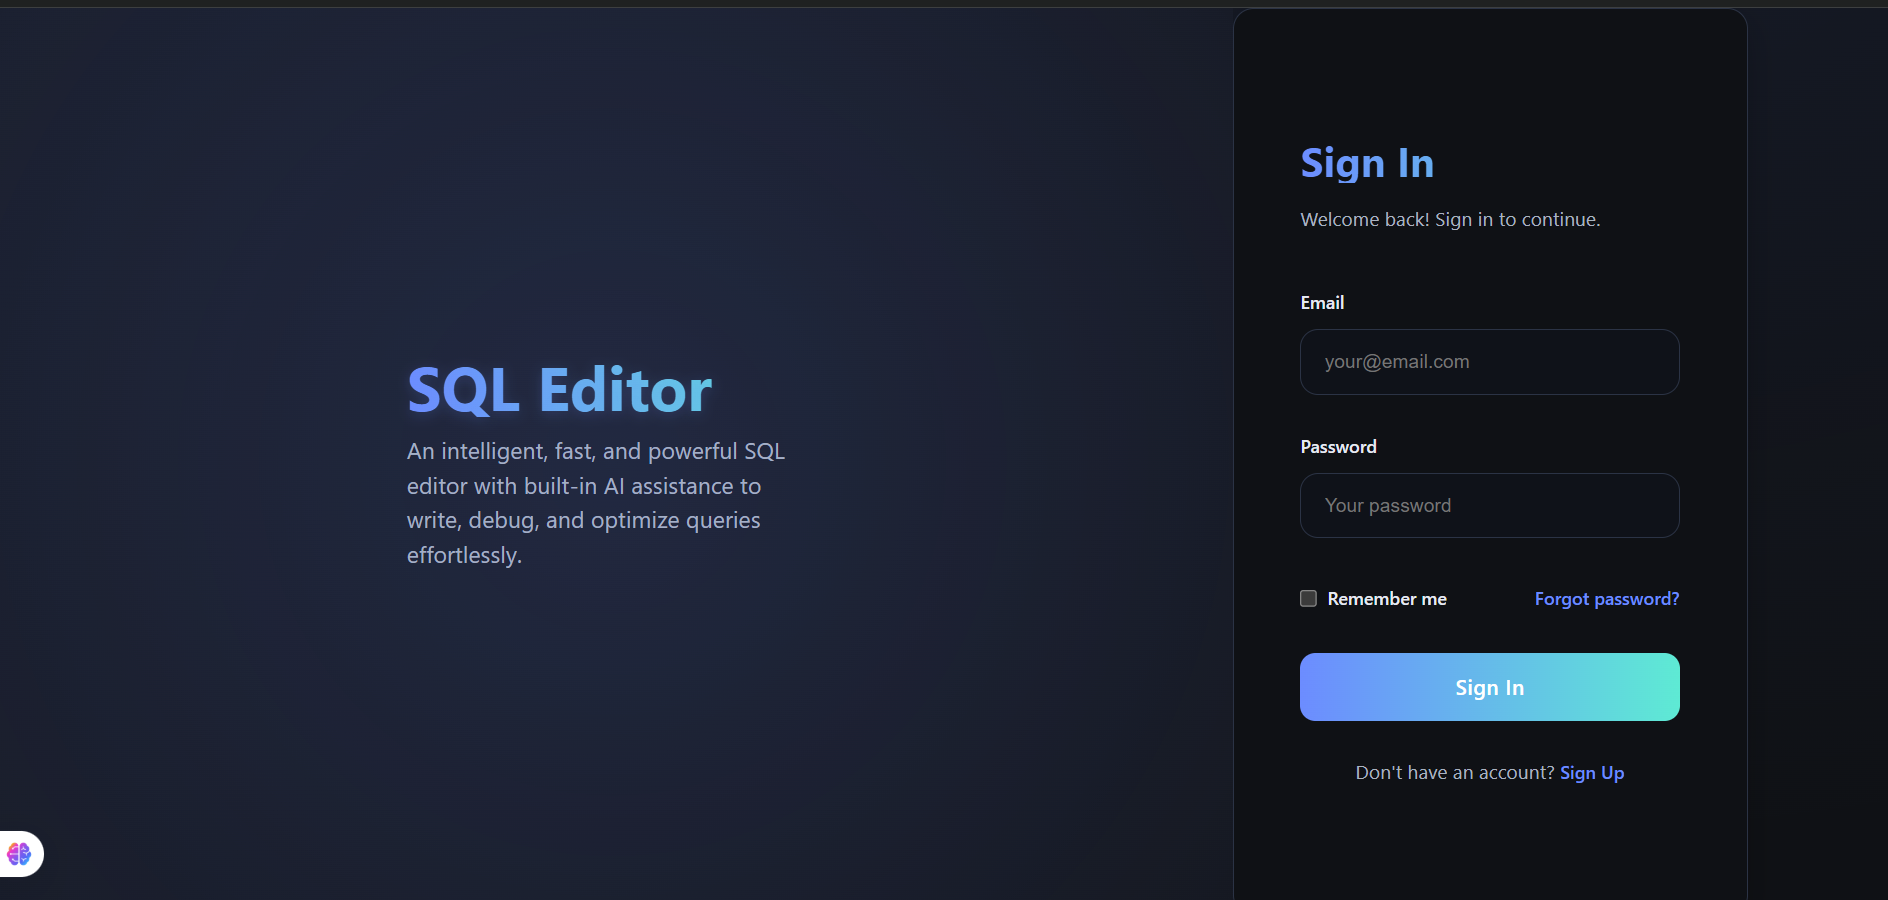 SQL Editor
An intelligent, fast, and powerful SQL
editor with built-in AI assistance to
write, debug, and optimize queries
effortlessly.
Sign In
Welcome back! Sign in to continue.
Email
your@email.com
Password
Your password
Remember me
Forgot password?
Sign In
Don't have an account? Sign Up